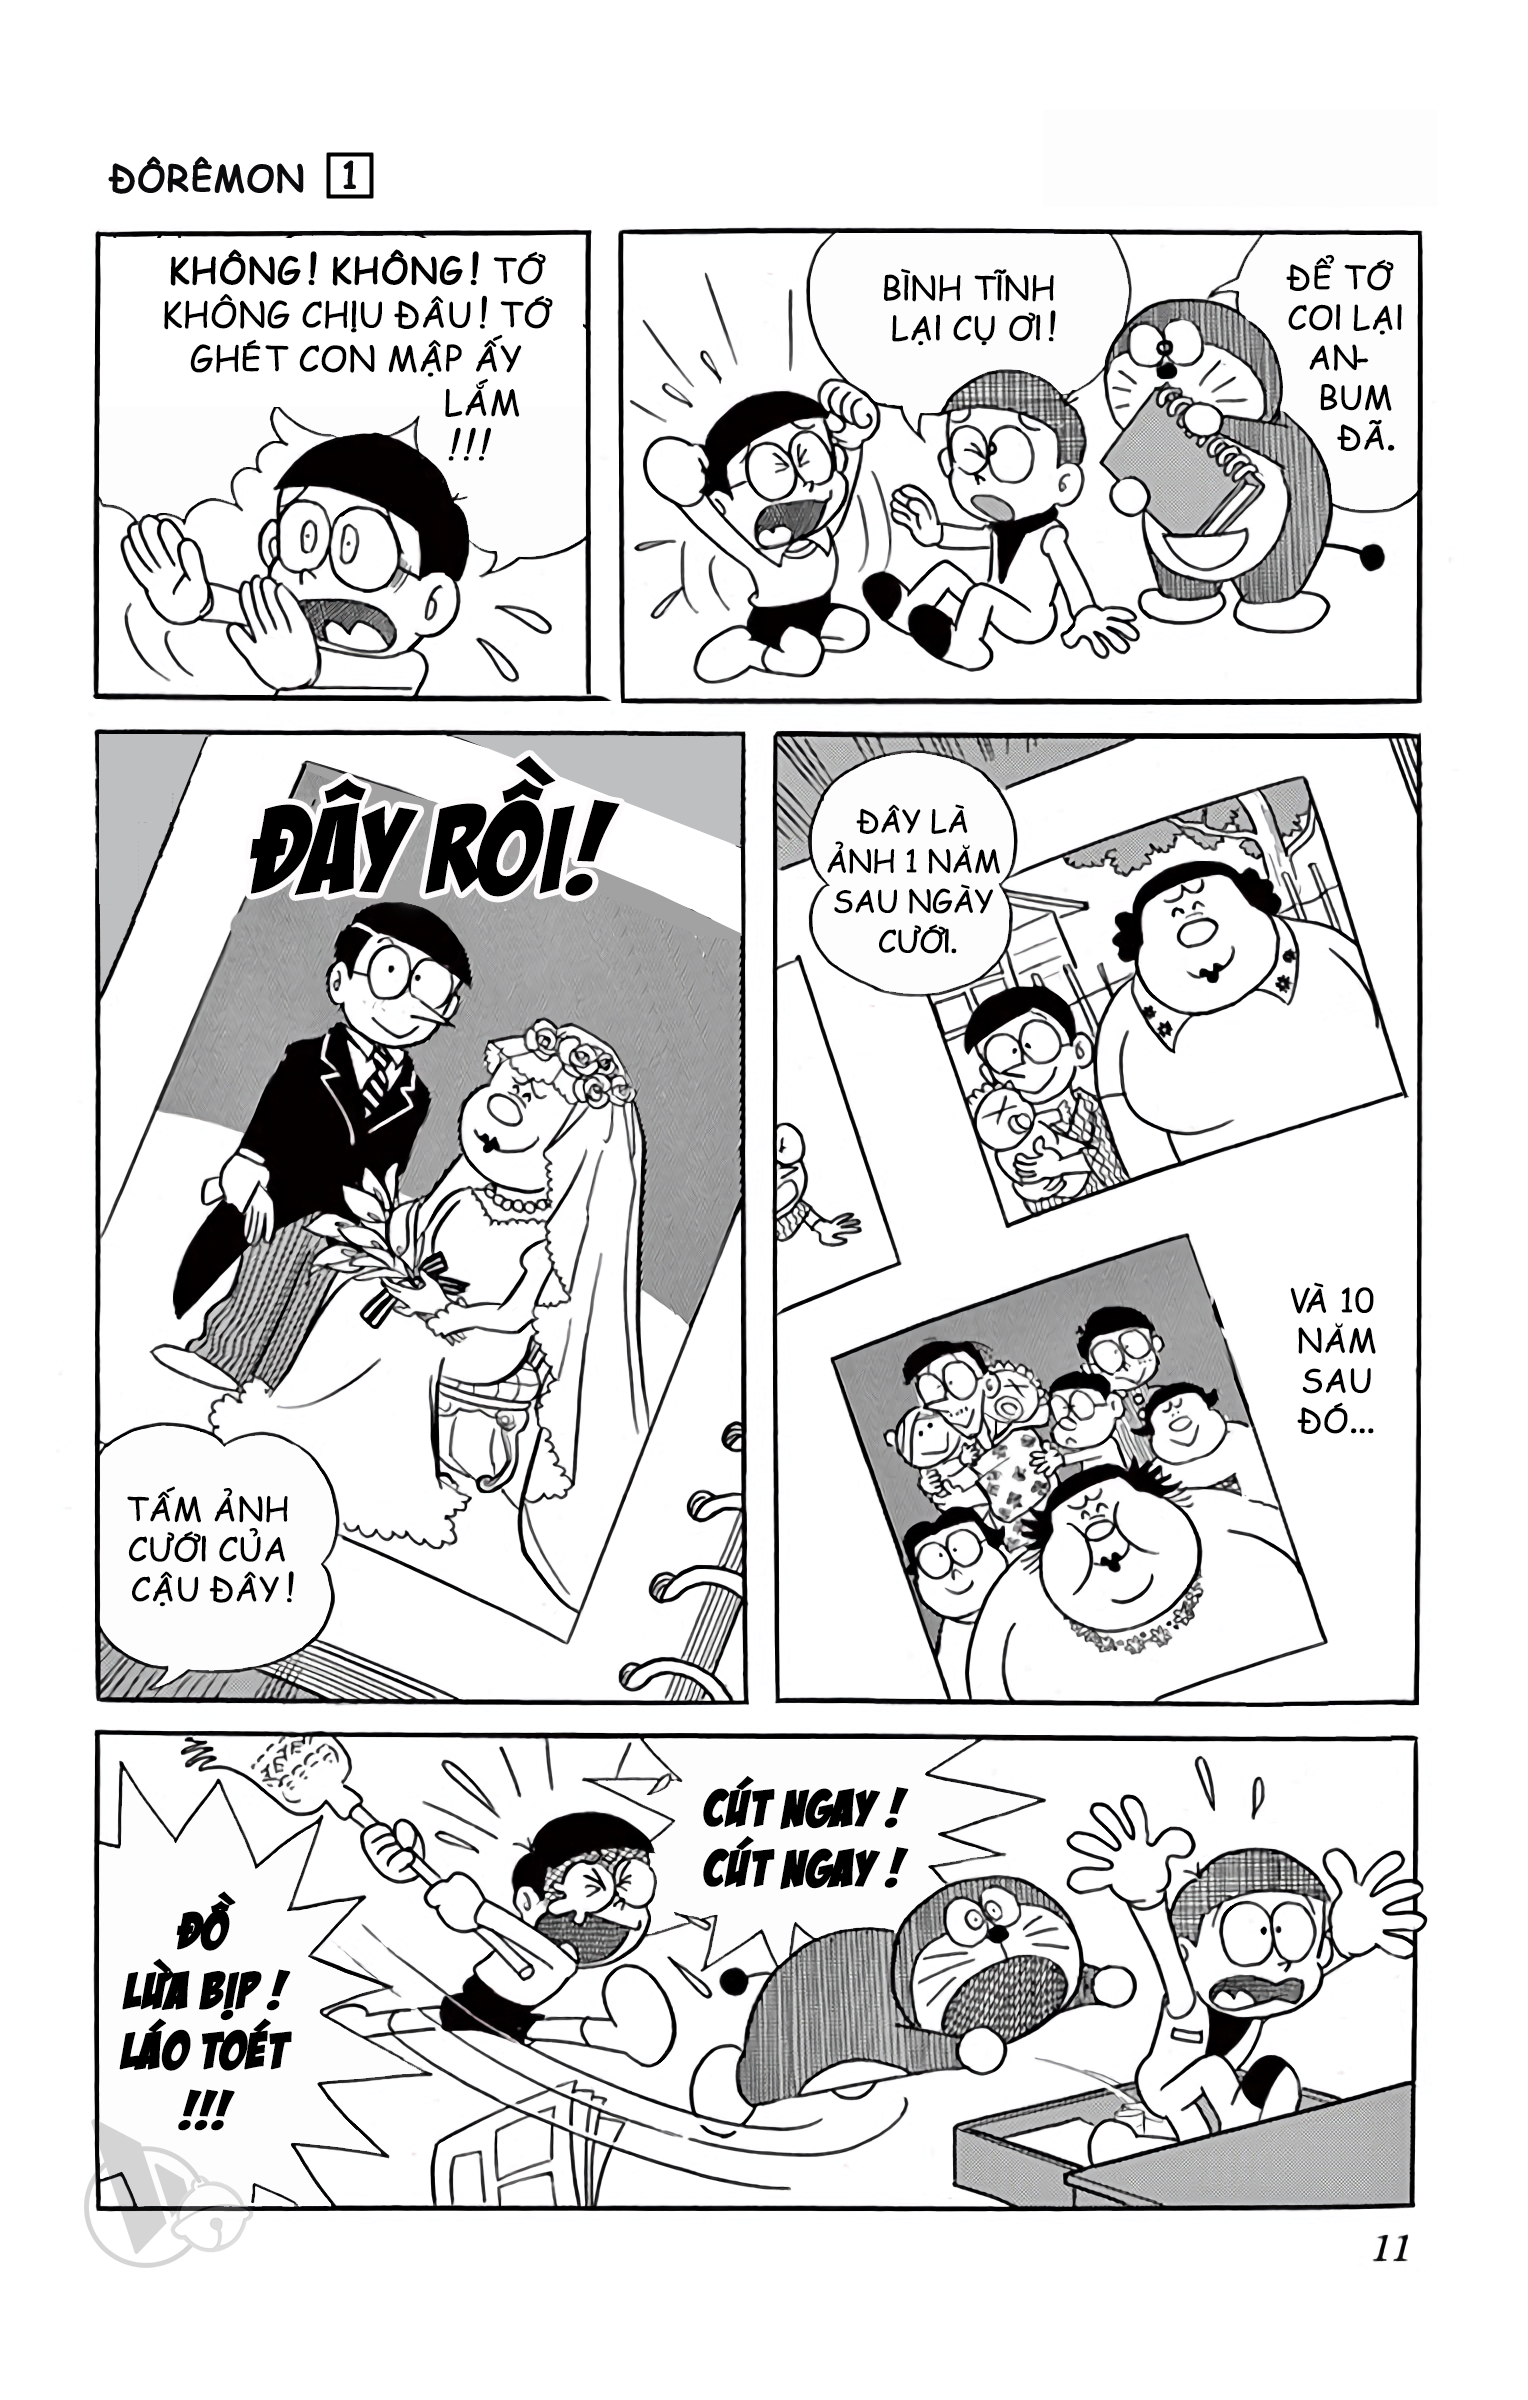 ĐÔRÊMON 1
KHÔNG! KHÔNG! TỚ
KHÔNG CHỊU ĐÂU! TỚ
GHÉT CON MẬP ẤY
LẮM
!!!
BÌNH TĨNH
LẠI CỤ ƠI!
ĐỂ TỚ
COI LẠI
AN-
BUM
ĐÃ.
ĐÂY RỒI!
TẤM ẢNH
CƯỚI CỦA
CẬU ĐÂY!
ĐÂY LÀ
ẢNH 1 NĂM
SAU NGÀY
CƯỚI.
VÀ 10
NĂM
SAU
ĐÓ...
ĐỒ
LỪA BỊP!
LÁO TOÉT
!!!
CÚT NGAY!
CÚT NGAY!
11